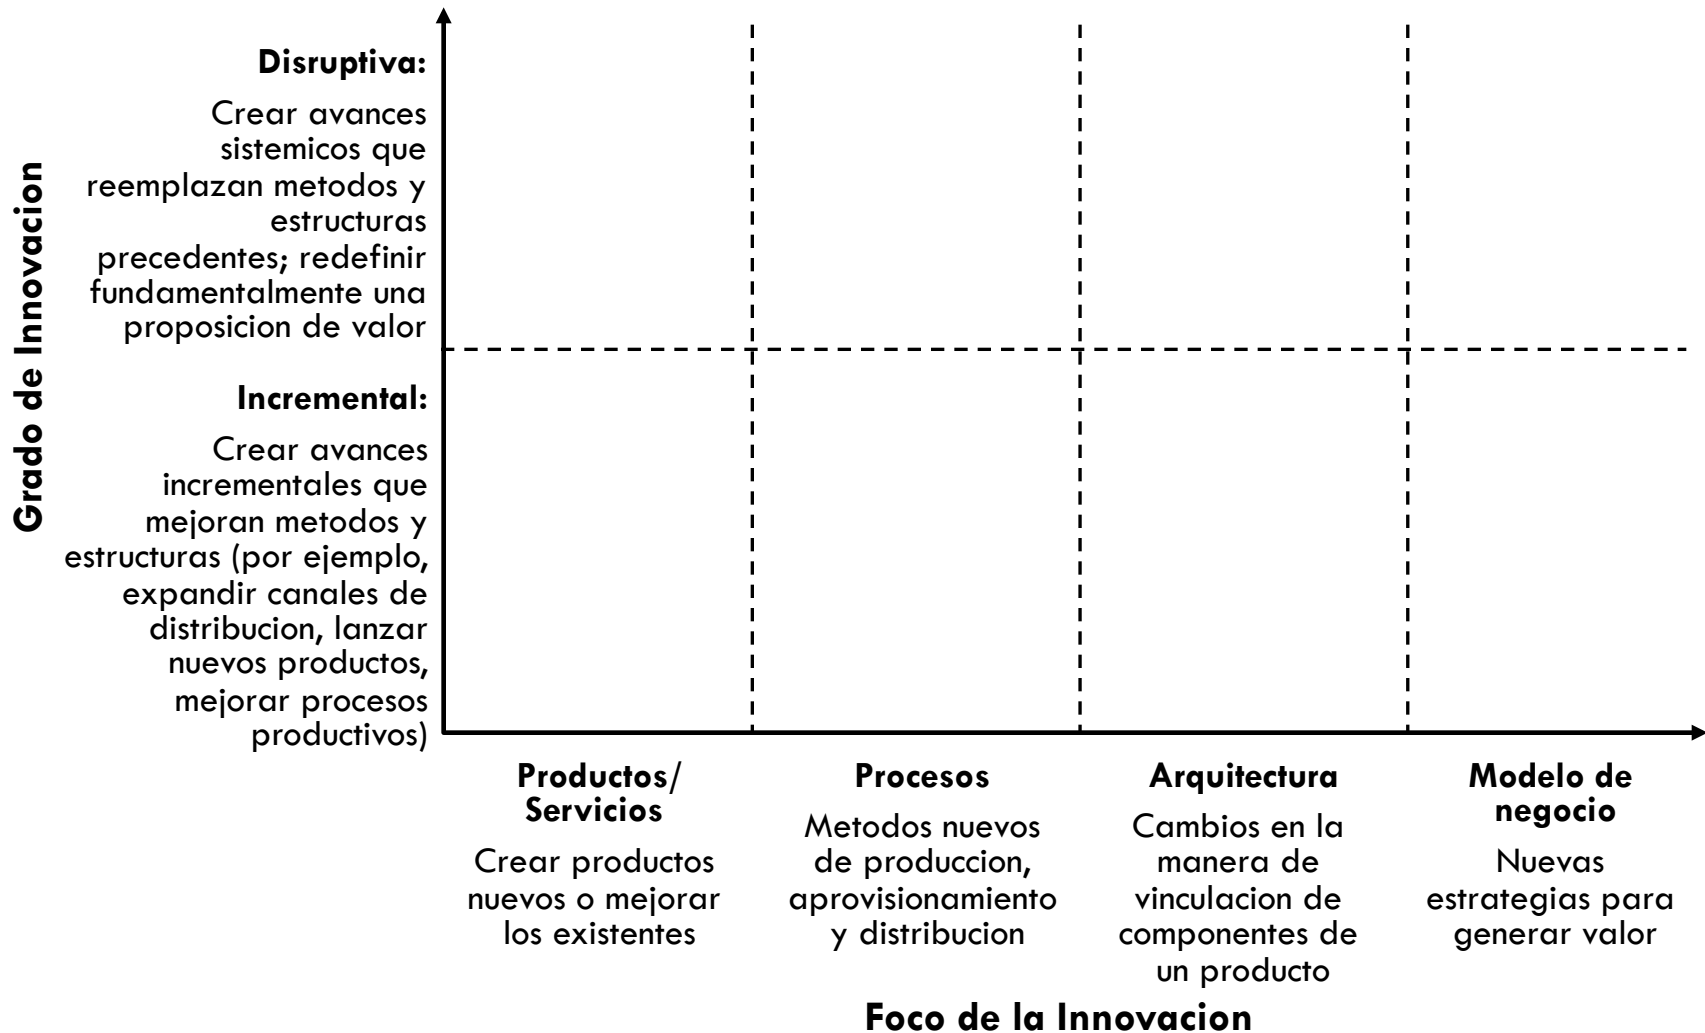 Grado de Innovacion
Disruptiva:
Crear avances
sistemicos que
reemplazan metodos y
estructuras
precedentes; redefinir
fundamentalmente una
proposicion de valor
Incremental:
Crear avances
incrementales que
mejoran metodos y
estructuras (por ejemplo,
expandir canales de
distribucion, lanzar
nuevos productos,
mejorar procesos
productivos)
Productos/
Servicios
Crear productos
nuevos o mejorar
los existentes
Procesos
Metodos nuevos
de produccion,
aprovisionamiento
y distribucion
Arquitectura
Cambios en la
manera de
vinculacion de
componentes de
un producto
Modelo de
negocio
Nuevas
estrategias para
generar valor
Foco de la Innovacion